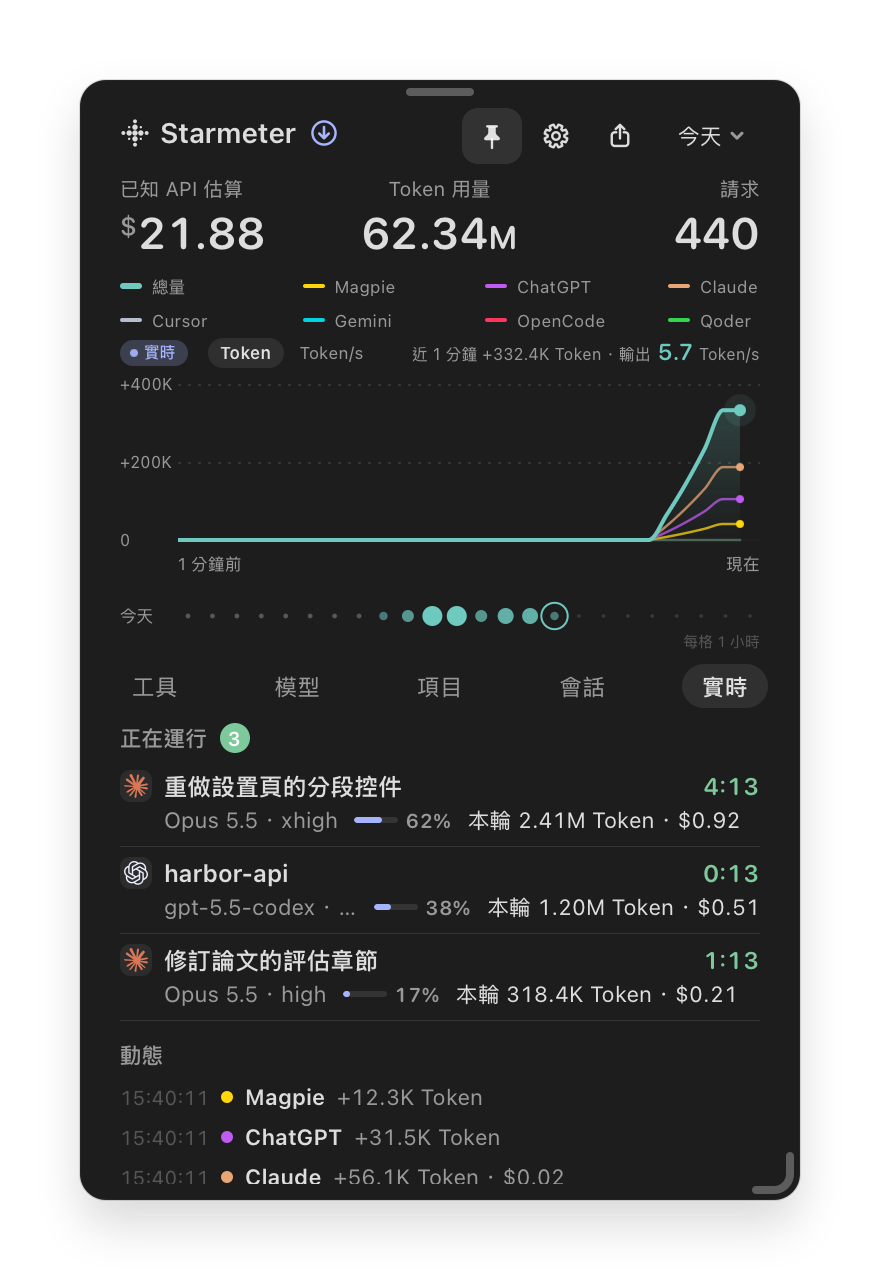 Starmeter 今天
已知 API 估算 Token 用量 請求
$21.88 62.34M 440
總量 Magpie ChatGPT Claude
Cursor Gemini OpenCode Qoder
實時 Token Token/s 近 1 分鐘 +332.4K Token · 輸出 5.7 Token/s
+400K
+200K
0
1 分鐘前 現在
今天
每格 1 小時
工具 模型 項目 會話 實時
正在運行 3
重做設置頁的分段控件 4:13
Opus 5.5 · xhigh 62% 本輪 2.41M Token · $0.92
harbor-api 0:13
gpt-5.5-codex · … 38% 本輪 1.20M Token · $0.51
修訂論文的評估章節 1:13
Opus 5.5 · high 17% 本輪 318.4K Token · $0.21
動態
15:40:11 Magpie +12.3K Token
15:40:11 ChatGPT +31.5K Token
15:40:11 Claude +56.1K Token · $0.02